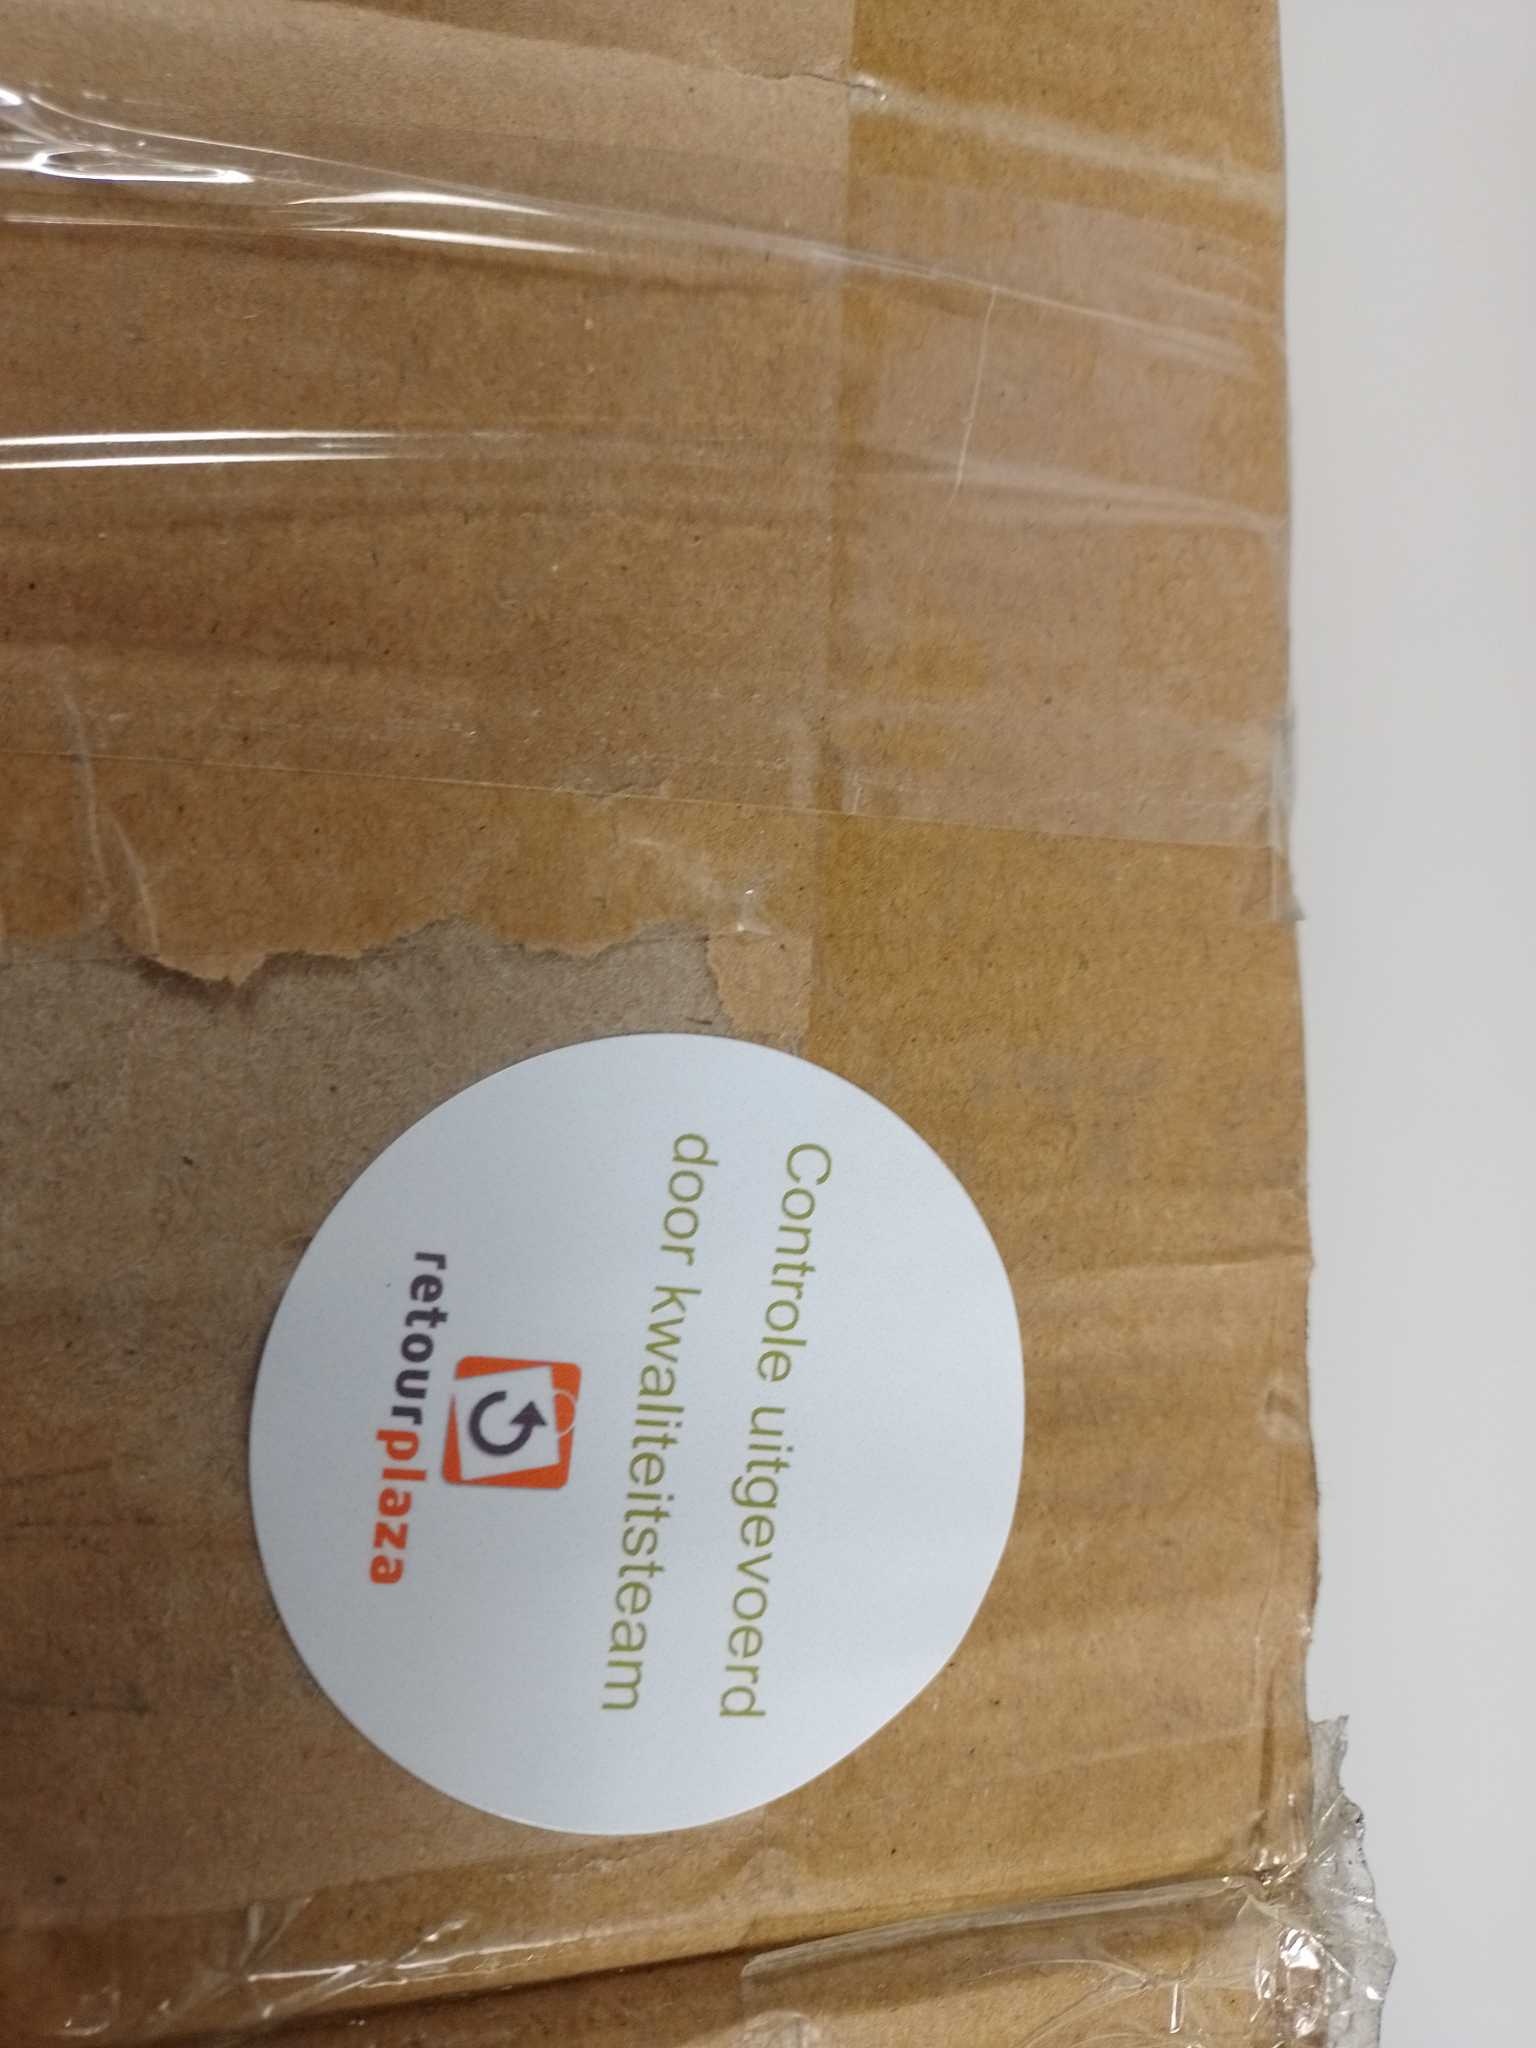 Controle uitgevoerd
door kwaliteitsteam
retourplaza